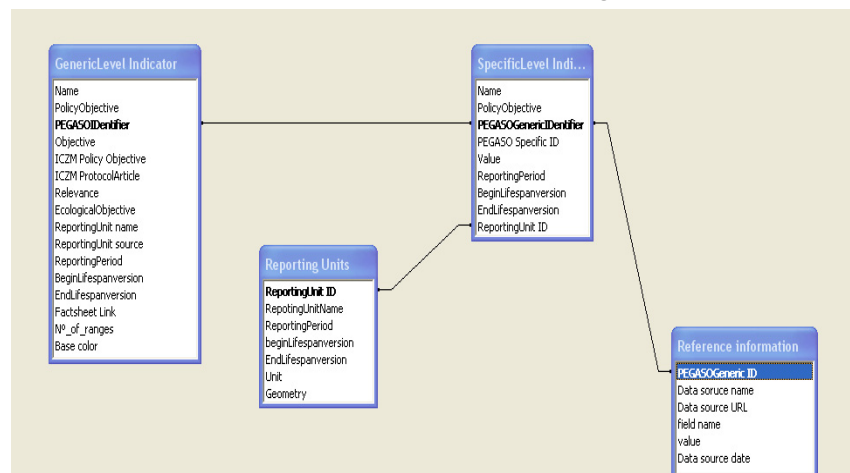 GenericLevel Indicator
Name
PolicyObjective
PEGASOIDentifier
Objective
ICZM Policy Objective
ICZM ProtocolArticle
Relevance
EcologicalObjective
ReportingUnit name
ReportingUnit source
ReportingPeriod
BeginLifespanversion
EndLifespanversion
Factsheet Link
Nº_of_ranges
Base color
SpecificLevel Indi...
Name
PolicyObjective
PEGASOGenericIDentifier
PEGASO Specific ID
Value
ReportingPeriod
BeginLifespanversion
EndLifespanversion
ReportingUnit ID
Reporting Units
ReportingUnit ID
RepotingUnitName
ReportingPeriod
beginLifespanversion
EndLifespanversion
Unit
Geometry
Reference information
PEGASOGeneric ID
Data soruce name
Data source URL
field name
value
Data source date